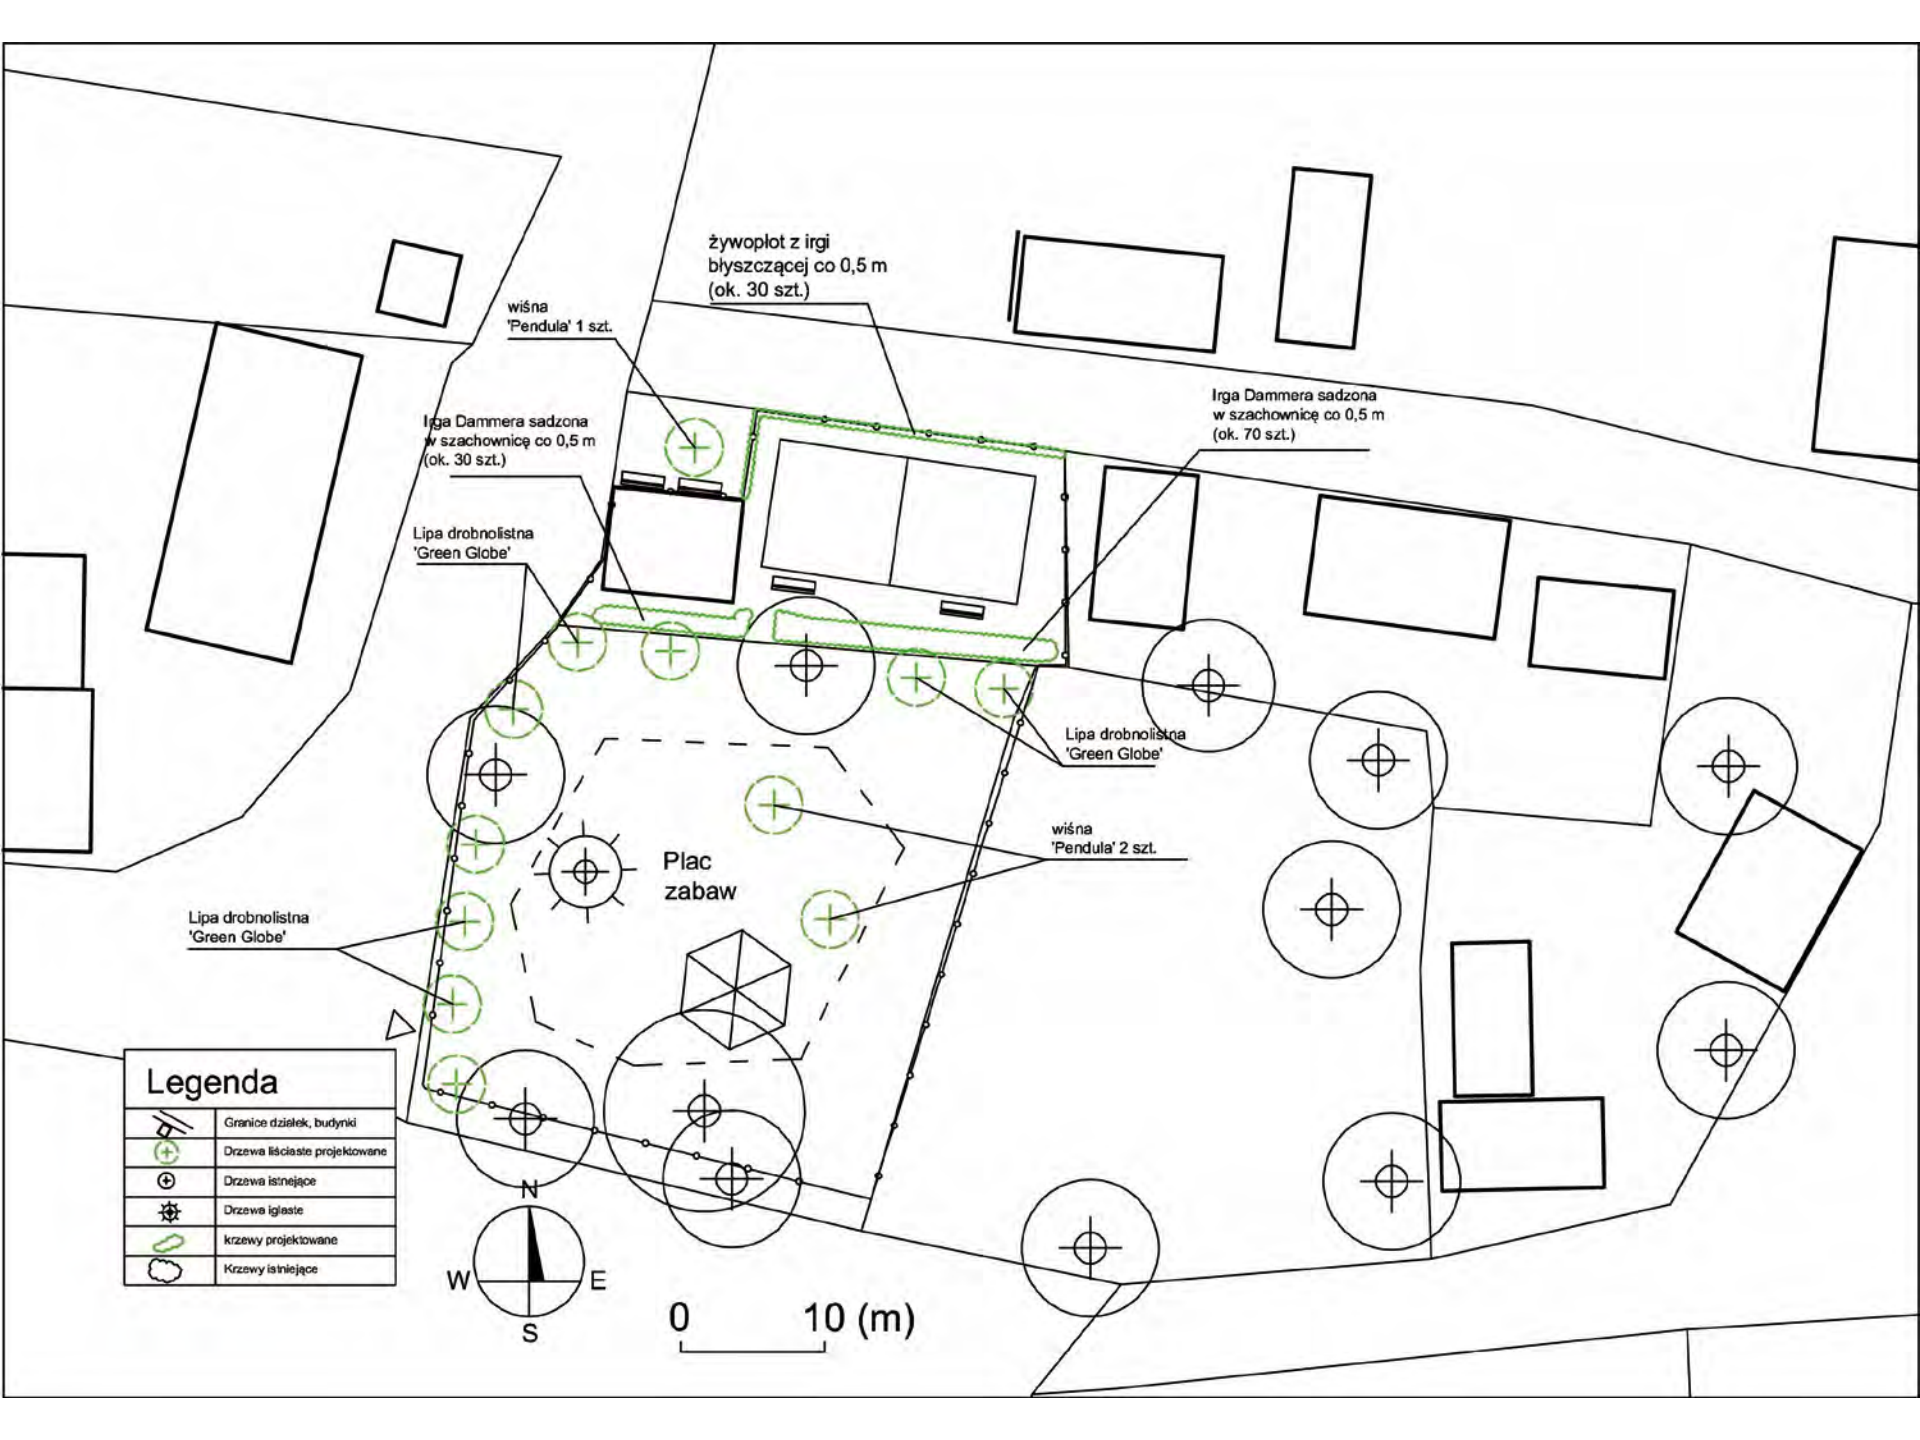 żywopłot z irgi
błyszczącej co 0,5 m
(ok. 30 szt.)
wiśna
'Pendula' 1 szt.
Irga Dammera sadzona
w szachownicę co 0,5 m
(ok. 70 szt.)
Irga Dammera sadzona
w szachownicę co 0,5 m
(ok. 30 szt.)
Lipa drobnolistna
'Green Globe'
Lipa drobnolistna
'Green Globe'
wiśna
'Pendula' 2 szt.
Plac
zabaw
Lipa drobnolistna
'Green Globe'
Legenda
Granice działek, budynki
Drzewa liściaste projektowane
Drzewa istnejące
Drzewa iglaste
krzewy projektowane
Krzewy istniejące
N
W E
S
0 10 (m)